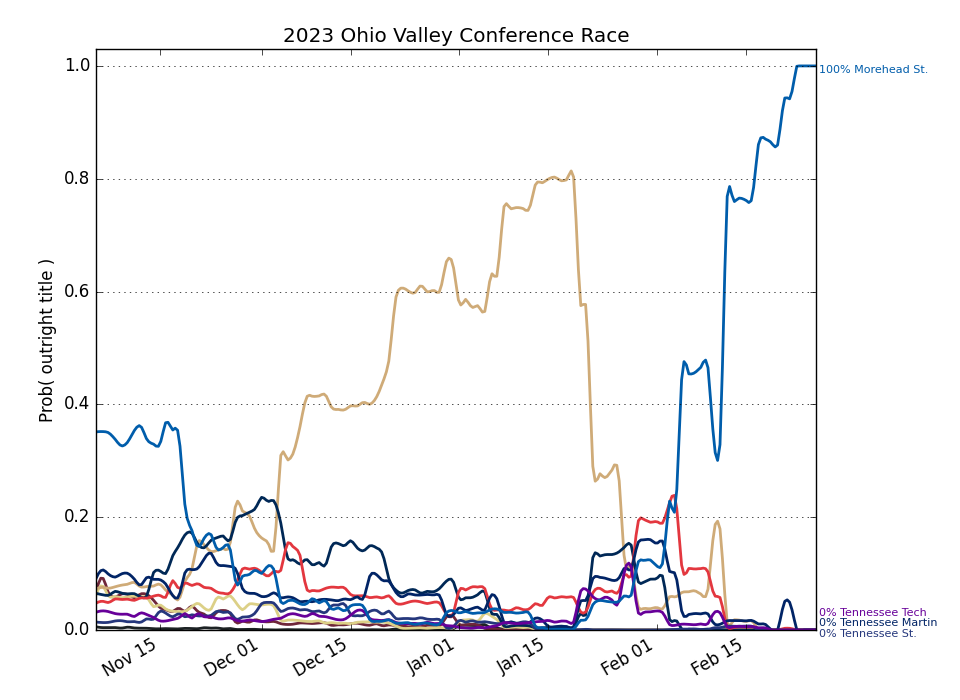 2023 Ohio Valley Conference Race
Prob( outright title )
1.0
0.8
0.6
0.4
0.2
0.0
Nov 15
Dec 01
Dec 15
Jan 01
Jan 15
Feb 01
Feb 15
100% Morehead St.
0% Tennessee Tech
0% Tennessee Martin
0% Tennessee St.